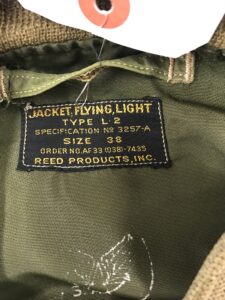 JACKET, FLYING, LIGHT
TYPE L-2
SPECIFICATION Nº 3257-A
SIZE 38
ORDER NO. AF 33 (038)-7435
REED PRODUCTS, INC.